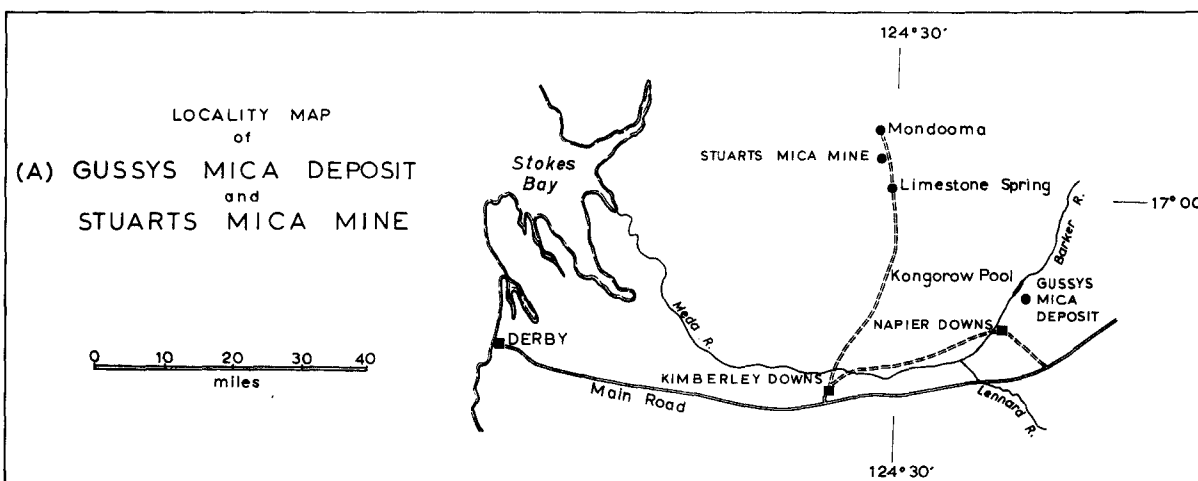 124° 30'
LOCALITY MAP
of
(A) GUSSYS MICA DEPOSIT
and
STUARTS MICA MINE
0 10 20 30 40
miles
Stokes
Bay
Mondooma
STUARTS MICA MINE
Limestone Spring
17° 00
Barker R.
Kongorow Pool
GUSSYS
MICA
DEPOSIT
NAPIER DOWNS
Meda R.
DERBY
KIMBERLEY DOWNS
Main Road
Lennard R.
124° 30'